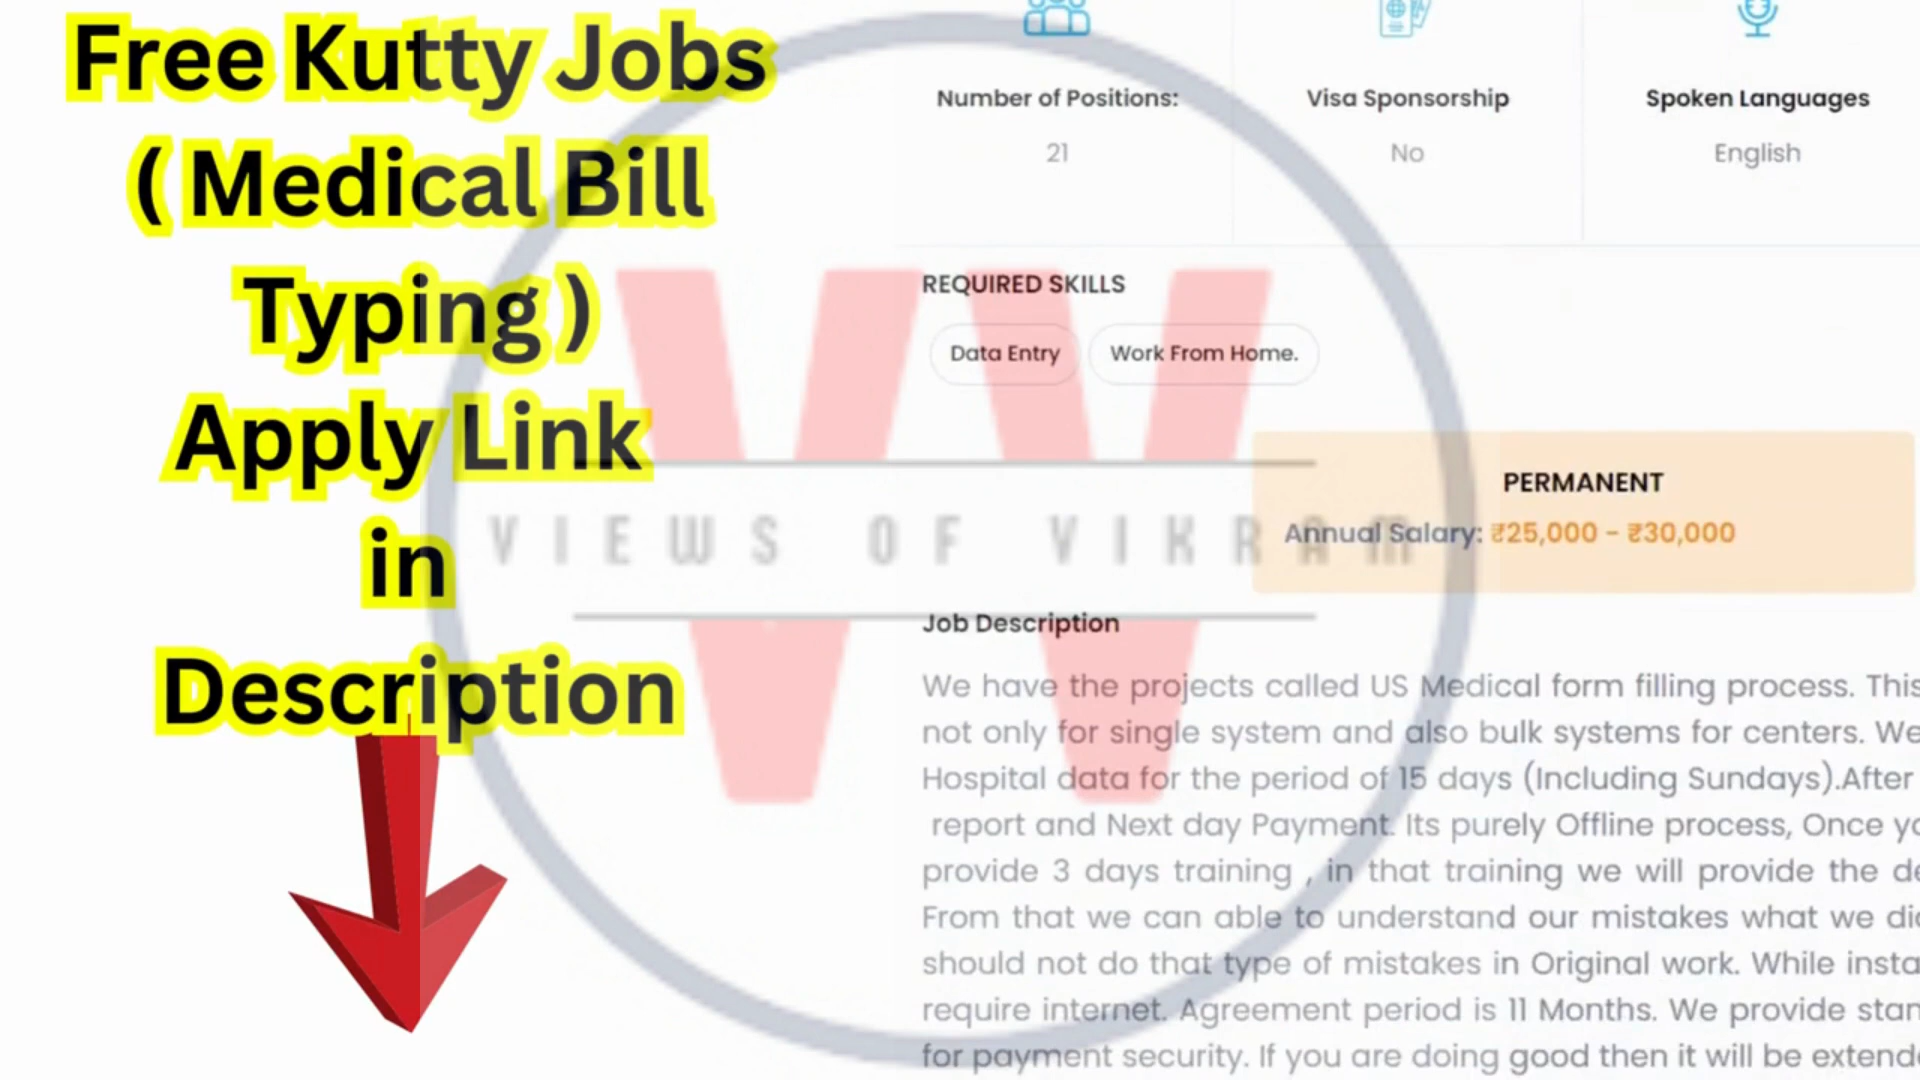 Free Kutty Jobs
( Medical Bill
Typing )
Apply Link
in
Description
Number of Positions:
21
Visa Sponsorship
No
Spoken Languages
English
REQUIRED SKILLS
Data Entry
Work From Home.
PERMANENT
Annual Salary: ₹25,000 - ₹30,000
VIEWS OF VIKRAM
Job Description
We have the projects called US Medical form filling process. This
not only for single system and also bulk systems for centers. We
Hospital data for the period of 15 days (Including Sundays).After
report and Next day Payment. Its purely Offline process, Once
provide 3 days training , in that training we will provide the
From that we can able to understand our mistakes what we
should not do that type of mistakes in Original work. While
require internet. Agreement period is 11 Months. We provide
for payment security. If you are doing good then it will be